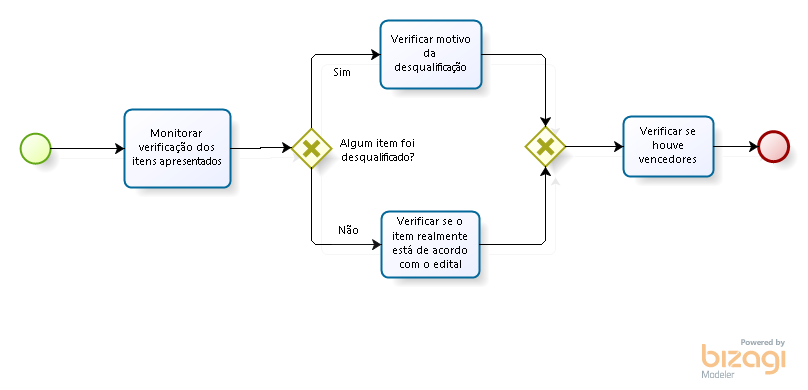 Monitorar
verificação dos
itens apresentados
Algum item foi
desqualificado?
Sim
Verificar motivo
da
desqualificação
Não
Verificar se o
item realmente
está de acordo
com o edital
Verificar se
houve
vencedores
Powered by
bizagi
Modeler